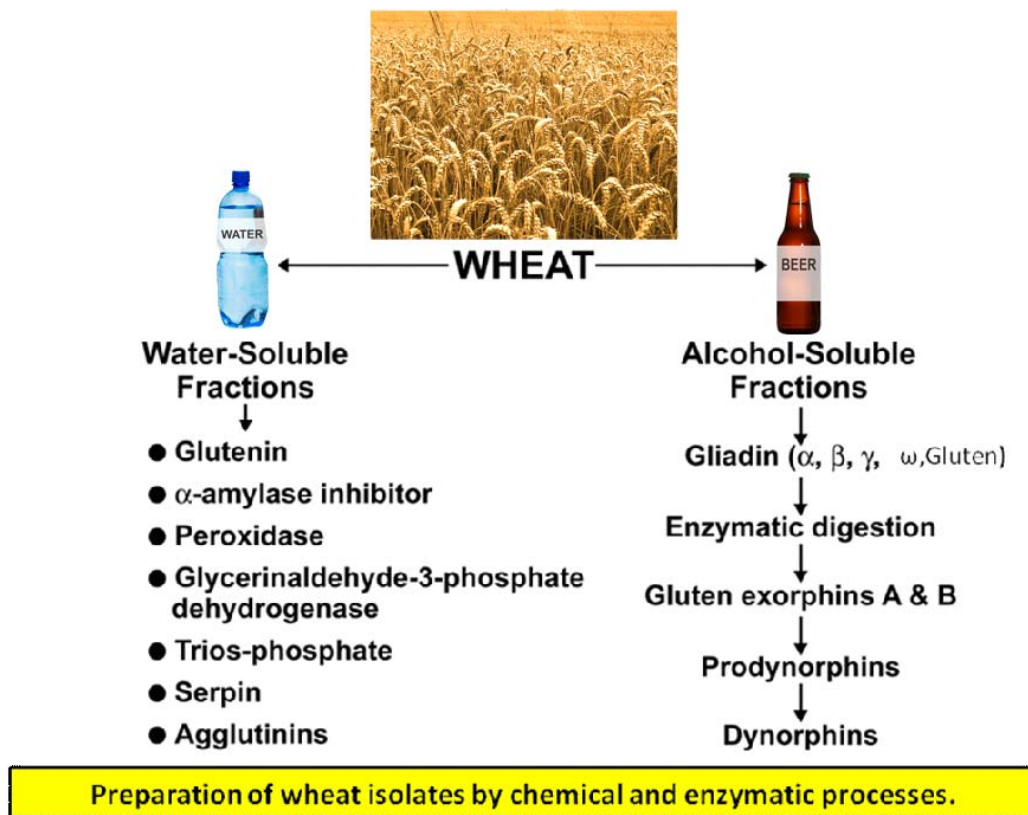 WATER
WHEAT
BEER
Water-Soluble
Fractions
● Glutenin
● α-amylase inhibitor
● Peroxidase
● Glycerinaldehyde-3-phosphate
dehydrogenase
● Trios-phosphate
● Serpin
● Agglutinins
Alcohol-Soluble
Fractions
Gliadin (α, β, γ, ω,Gluten)
Enzymatic digestion
Gluten exorphins A & B
Prodynorphins
Dynorphins
Preparation of wheat isolates by chemical and enzymatic processes.